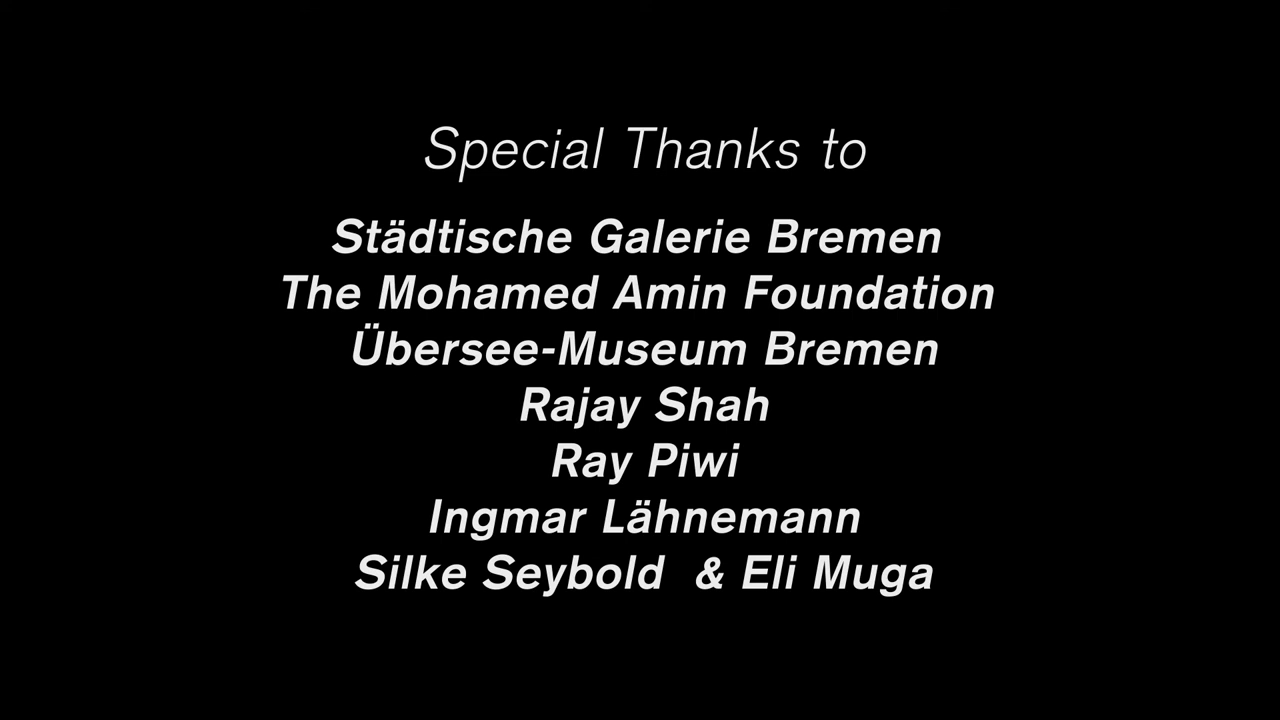 Special Thanks to
Städtische Galerie Bremen
The Mohamed Amin Foundation
Übersee-Museum Bremen
Rajay Shah
Ray Piwi
Ingmar Lähnemann
Silke Seybold & Eli Muga